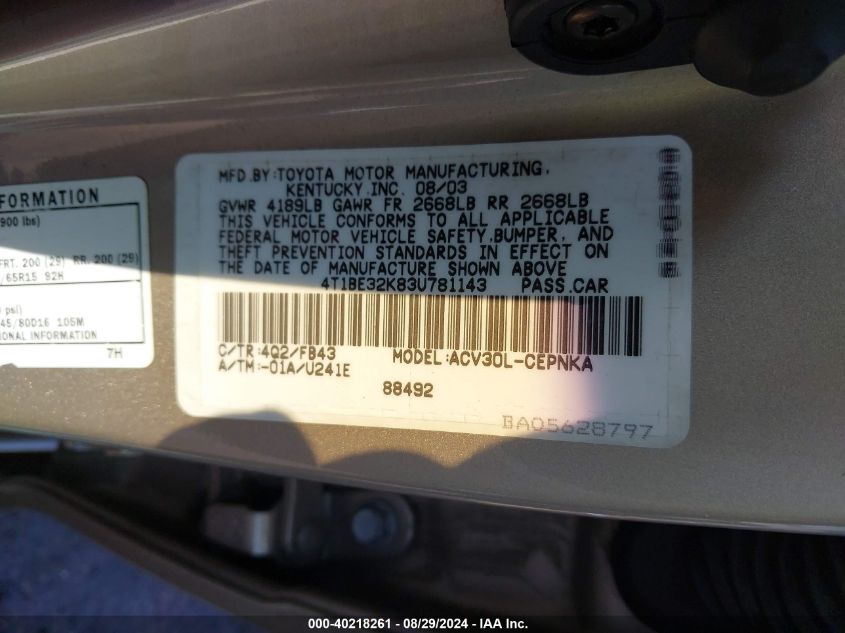 FORMATION
900 lbs)
FRT. 200 (29) RR. 200 (29)
/65R15 92H
psi)
45/80D16 105M
ONAL INFORMATION
7H
MFD.BY:TOYOTA MOTOR MANUFACTURING,
KENTUCKY,INC. 08/03
GVWR 4189LB GAWR FR 2668LB RR 2668LB
THIS VEHICLE CONFORMS TO ALL APPLICABLE
FEDERAL MOTOR VEHICLE SAFETY,BUMPER, AND
THEFT PREVENTION STANDARDS IN EFFECT ON
THE DATE OF MANUFACTURE SHOWN ABOVE
4T1BE32K83U781143 PASS.CAR
C/TR:4Q2/FB43 MODEL:ACV30L-CEPNKA
A/TM:-01A/U241E
88492
BA05628797
000-40218261 - 08/29/2024 - IAA, Inc.